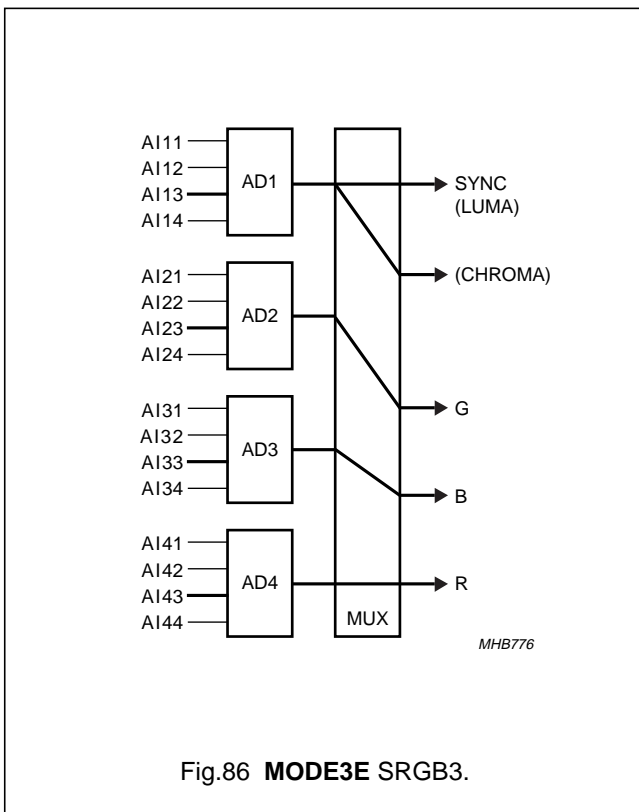 AI11
AI12
AI13
AI14
AD1
SYNC
(LUMA)
(CHROMA)
AI21
AI22
AI23
AI24
AD2
G
AI31
AI32
AI33
AI34
AD3
B
AI41
AI42
AI43
AI44
AD4
R
MUX
MHB776
Fig.86 MODE3E SRGB3.